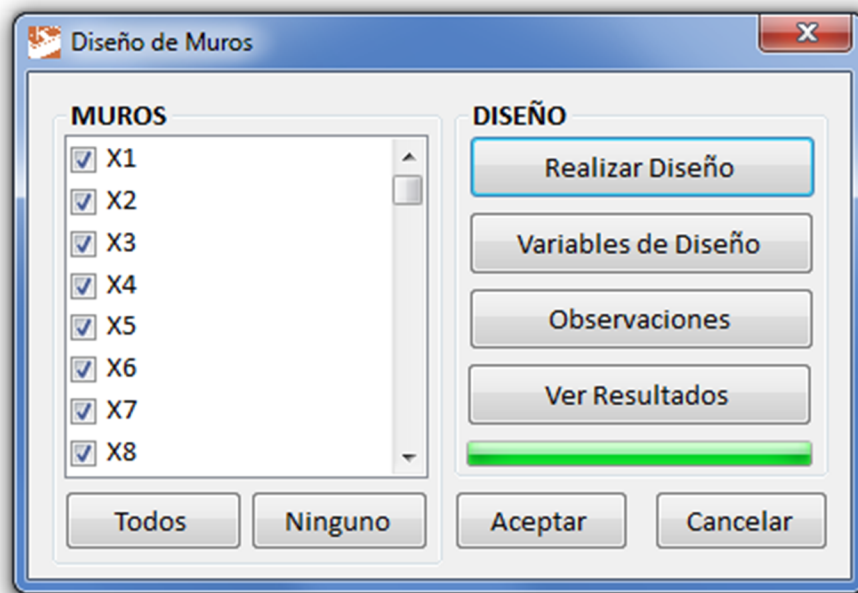 Diseño de Muros
MUROS
X1
X2
X3
X4
X5
X6
X7
X8
Todos
Ninguno
DISEÑO
Realizar Diseño
Variables de Diseño
Observaciones
Ver Resultados
Aceptar
Cancelar